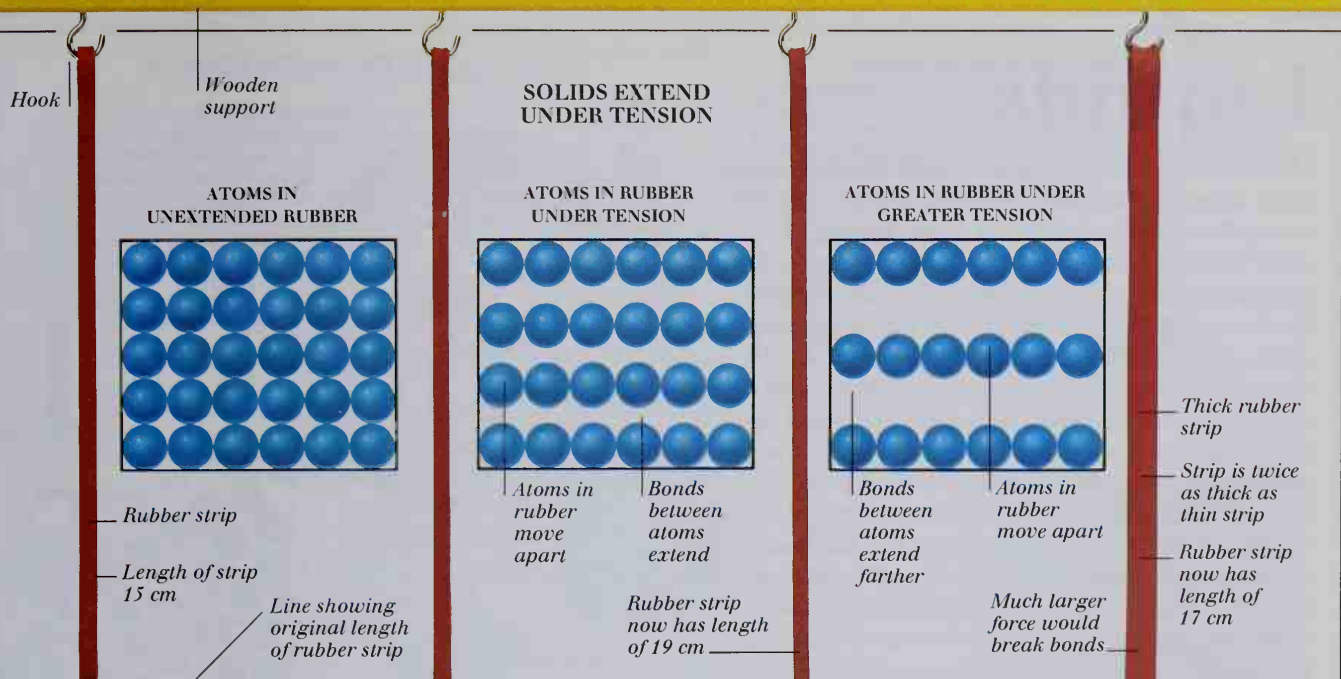 Hook
Wooden
support
SOLIDS EXTEND
UNDER TENSION
ATOMS IN
UNEXTENDED RUBBER
ATOMS IN RUBBER
UNDER TENSION
ATOMS IN RUBBER UNDER
GREATER TENSION
Rubber strip
Length of strip
15 cm
Line showing
original length
of rubber strip
Atoms in
rubber
move
apart
Bonds
between
atoms
extend
Rubber strip
now has length
of 19 cm
Bonds
between
atoms
extend
farther
Atoms in
rubber
move apart
Much larger
force would
break bonds
Thick rubber
strip
Strip is twice
as thick as
thin strip
Rubber strip
now has
length of
17 cm